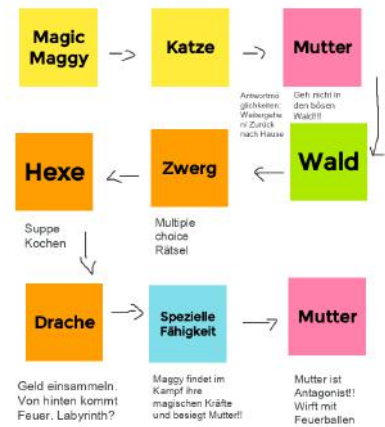 Magic
Maggy
Katze
Mutter
Antwortmö
glichkeiten:
Weitergehe
n/ Zurück
nach Hause
Geh nicht in
den bösen
Wald!!!
Hexe
Zwerg
Wald
Suppe
Kochen
Multiple
choice
Rätsel
Drache
Spezielle
Fähigkeit
Mutter
Geld einsammeln.
Von hinten kommt
Feuer. Labyrinth?
Maggy findet im
Kampf ihre
magischen Kräfte
und besiegt Mutter!!
Mutter ist
Antagonist!!
Wirft mit
Feuerballen